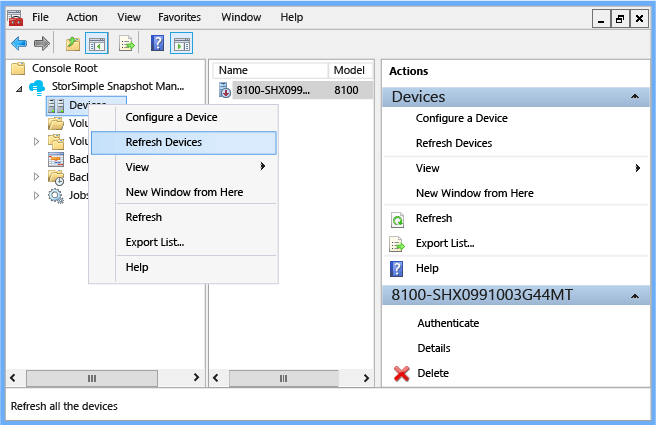 File Action View Favorites Window Help
Console Root
StorSimple Snapshot Man...
Devices
Volu
Volu
Back
Back
Jobs
Configure a Device
Refresh Devices
View
New Window from Here
Refresh
Export List...
Help
Name Model
8100-SHX099... 8100
Actions
Devices
Configure a Device
Refresh Devices
View
New Window from Here
Refresh
Export List...
Help
8100-SHX0991003G44MT
Authenticate
Details
Delete
Refresh all the devices